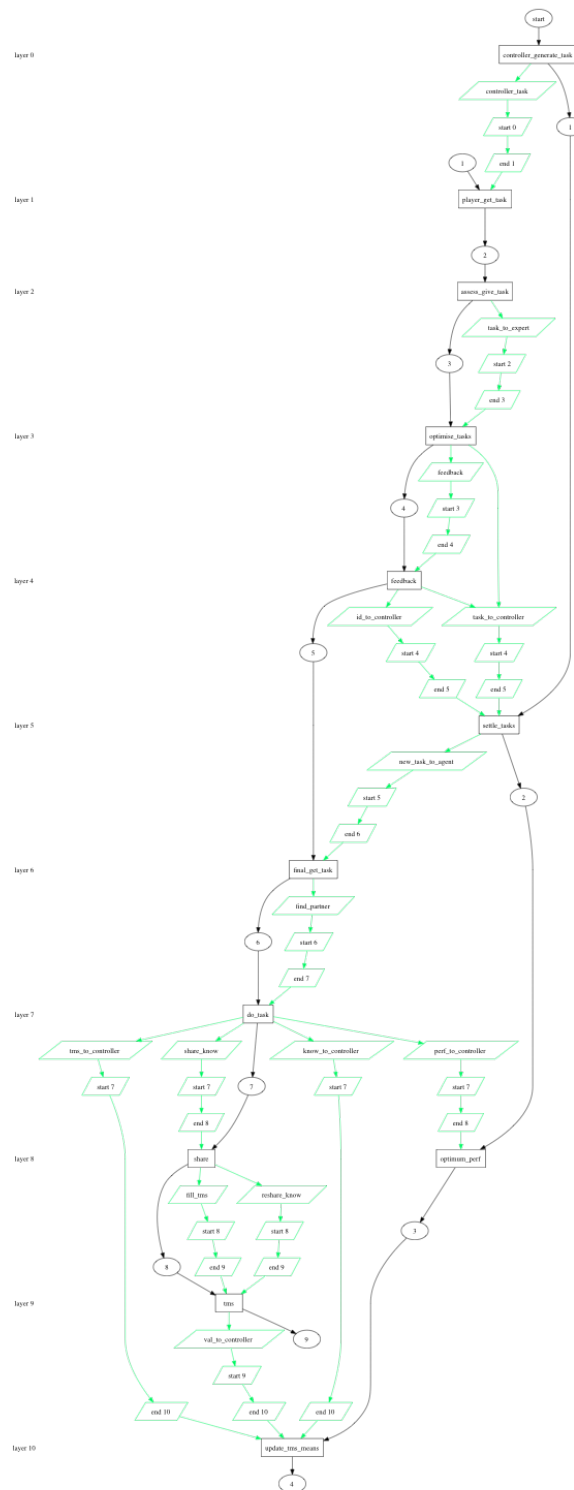 start
layer 0
controller_generate_task
controller_task
start 0
1
end 1
1
layer 1
player_get_task
2
layer 2
assess_give_task
task_to_expert
3
start 2
end 3
layer 3
optimise_tasks
feedback
4
start 3
end 4
layer 4
feedback
id_to_controller
task_to_controller
5
start 4
start 4
end 5
end 5
layer 5
settle_tasks
new_task_to_agent
start 5
2
end 6
layer 6
final_get_task
find_partner
6
start 6
end 7
layer 7
do_task
tms_to_controller
share_know
know_to_controller
perf_to_controller
start 7
start 7
7
start 7
start 7
end 8
end 8
layer 8
share
optimum_perf
fill_tms
reshare_know
start 8
start 8
3
8
end 9
end 9
layer 9
tms
val_to_controller
9
start 9
end 10
end 10
end 10
layer 10
update_tms_means
4